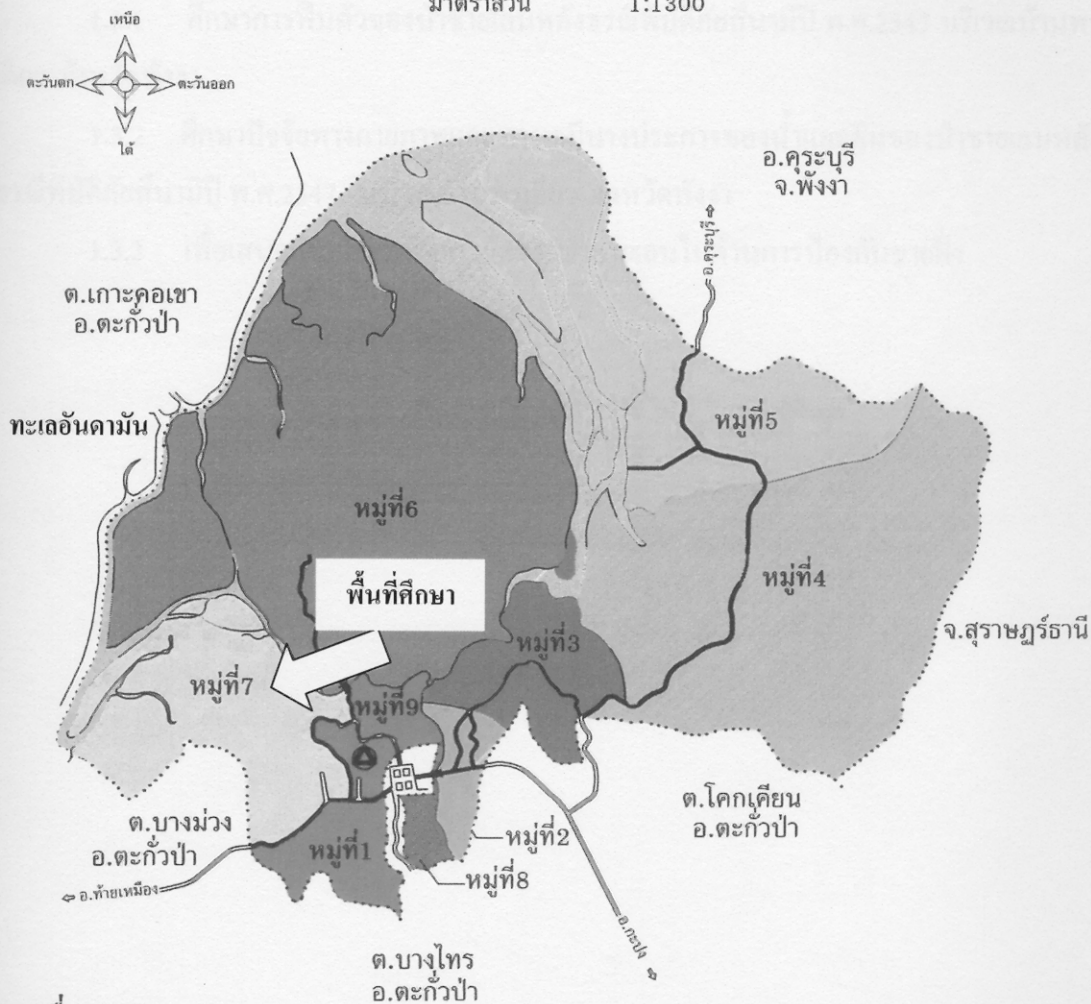 มาตราส่วน 1:1300
เหนือ
ตะวันตก
ตะวันออก
ใต้
อ.คุระบุรี
จ.พังงา
อ.คุระบุรี
ต.เกาะคอเขา
อ.ตะกั่วป่า
ทะเลอันดามัน
หมู่ที่5
หมู่ที่6
หมู่ที่4
พื้นที่ศึกษา
หมู่ที่3
จ.สุราษฎร์ธานี
หมู่ที่7
หมู่ที่9
ต.โคกเคียน
อ.ตะกั่วป่า
ต.บางม่วง
อ.ตะกั่วป่า
หมู่ที่1
หมู่ที่2
หมู่ที่8
อ.ท้ายเหมือง
อ.กะปง
ต.บางไทร
อ.ตะกั่วป่า